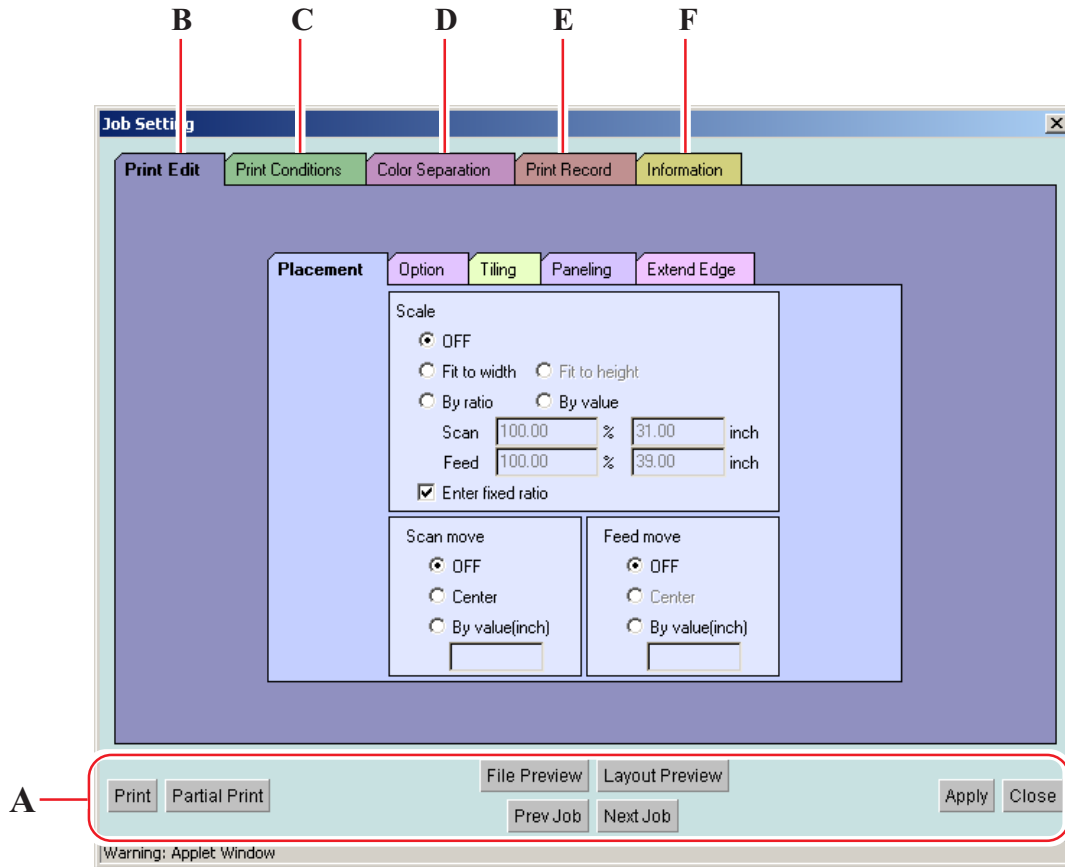 B C D E F
Job Setting
Print Edit Print Conditions Color Separation Print Record Information
Placement Option Tiling Paneling Extend Edge
Scale
OFF
Fit to width Fit to height
By ratio By value
Scan 100.00 % 31.00 inch
Feed 100.00 % 39.00 inch
Enter fixed ratio
Scan move Feed move
OFF OFF
Center Center
By value(inch) By value(inch)
File Preview Layout Preview
A Print Partial Print Apply Close
Prev Job Next Job
Warning: Applet Window